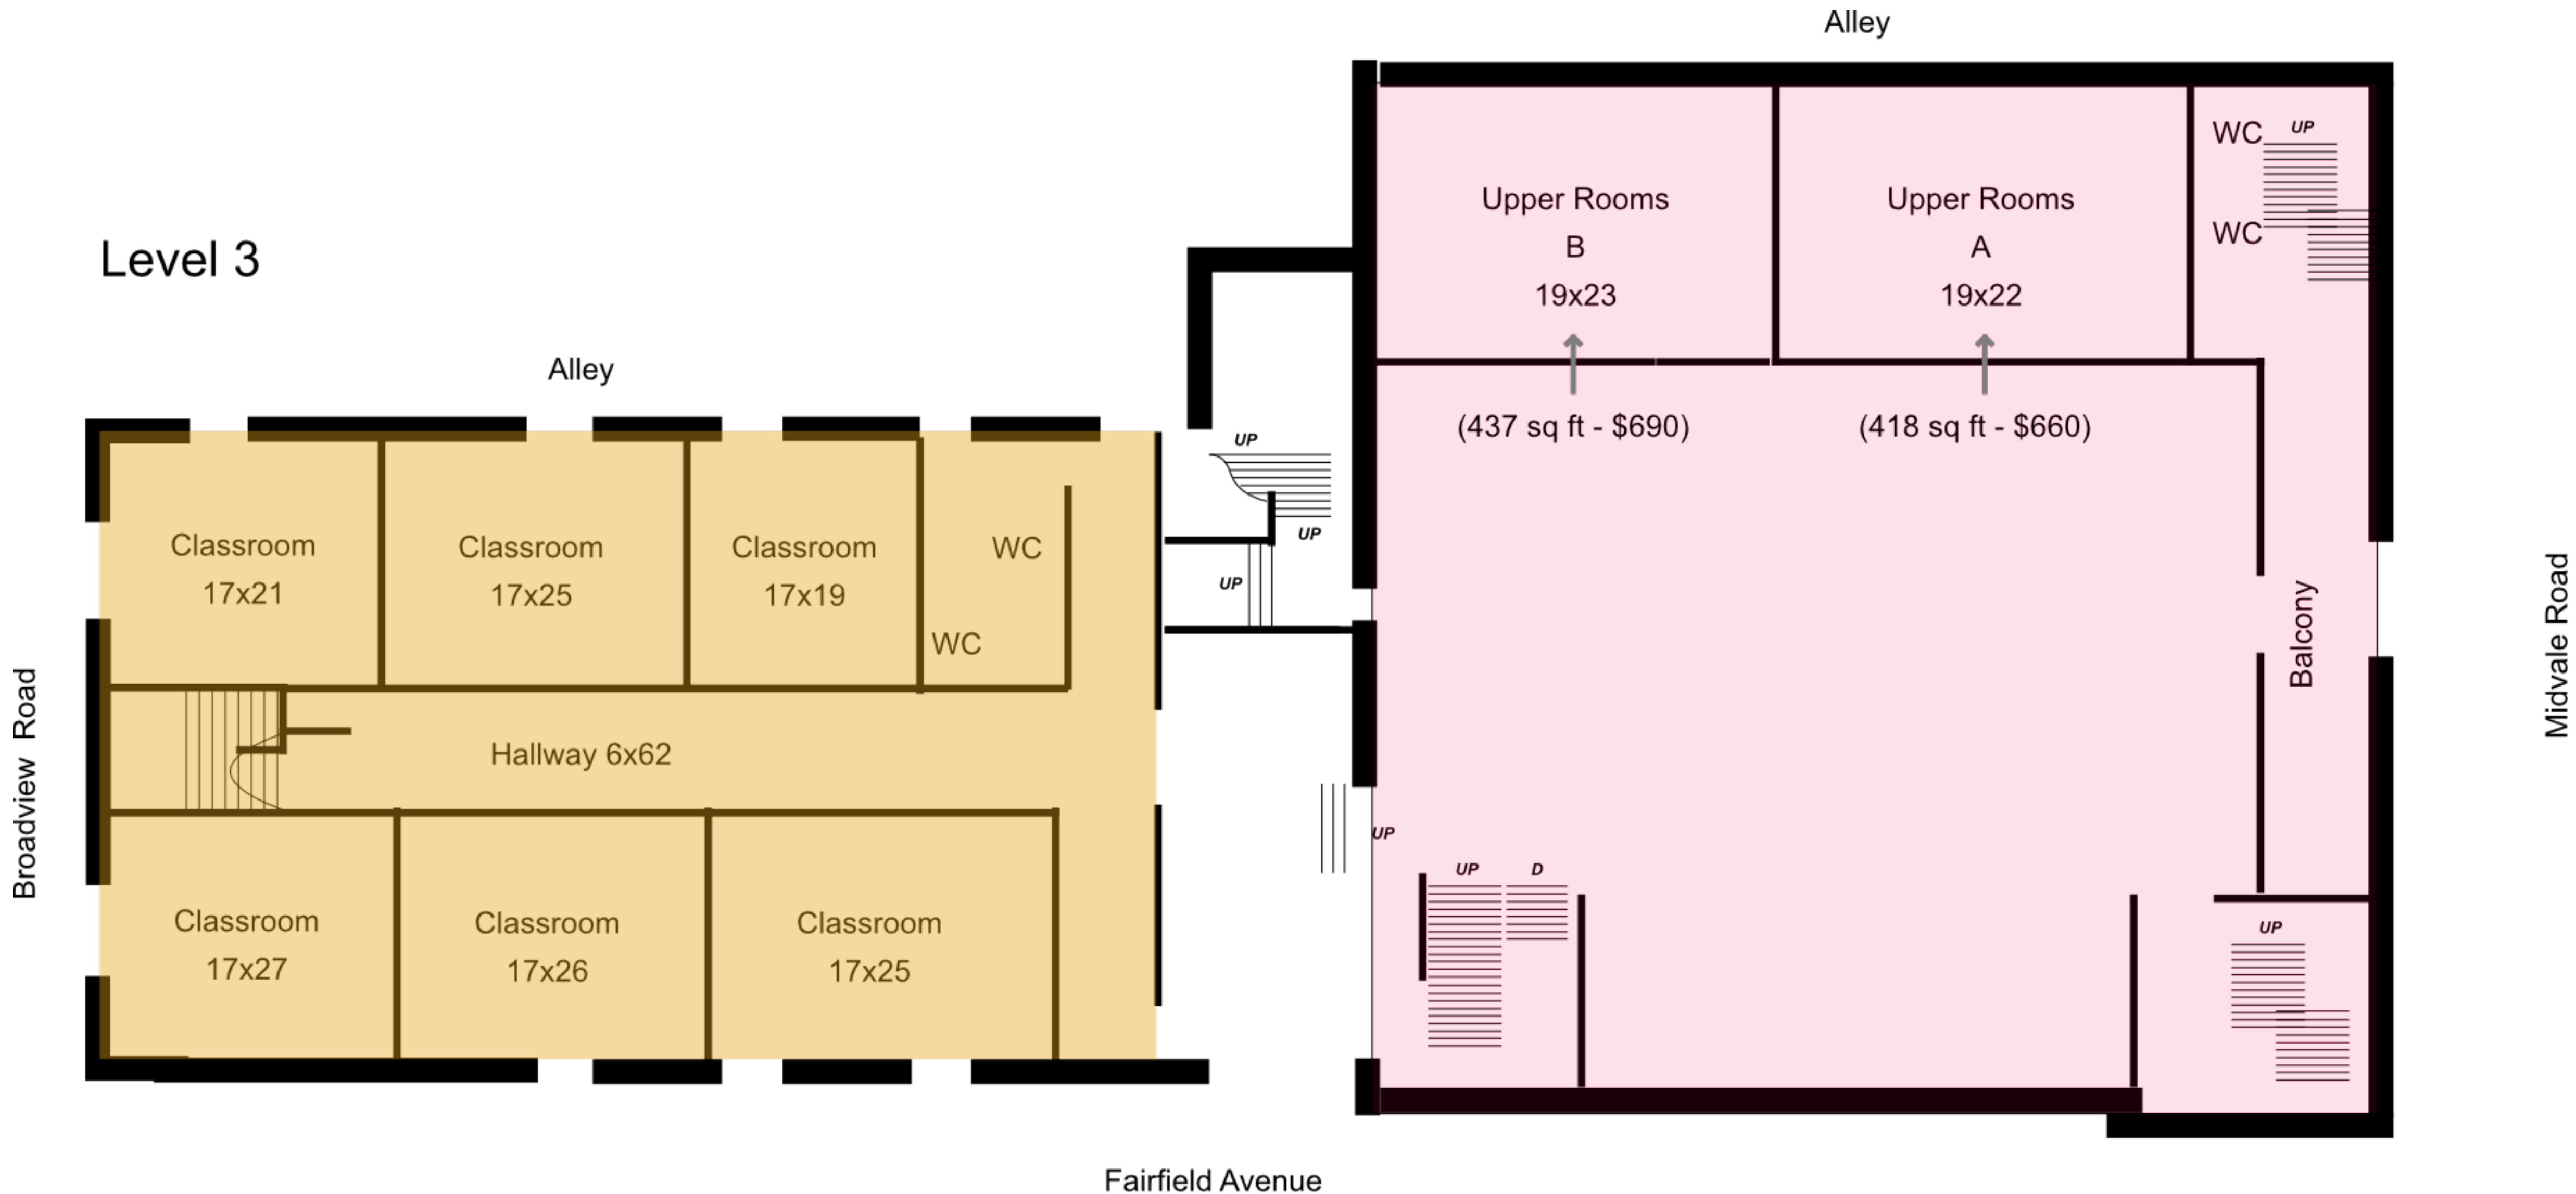 Alley
Level 3
Upper Rooms
B
19x23
(437 sq ft - $690)
Upper Rooms
A
19x22
(418 sq ft - $660)
WC
UP
WC
Alley
Classroom
17x21
Classroom
17x25
Classroom
17x19
WC
WC
UP
UP
UP
Hallway 6x62
Classroom
17x27
Classroom
17x26
Classroom
17x25
UP
UP
D
UP
Balcony
Broadview Road
Midvale Road
Fairfield Avenue